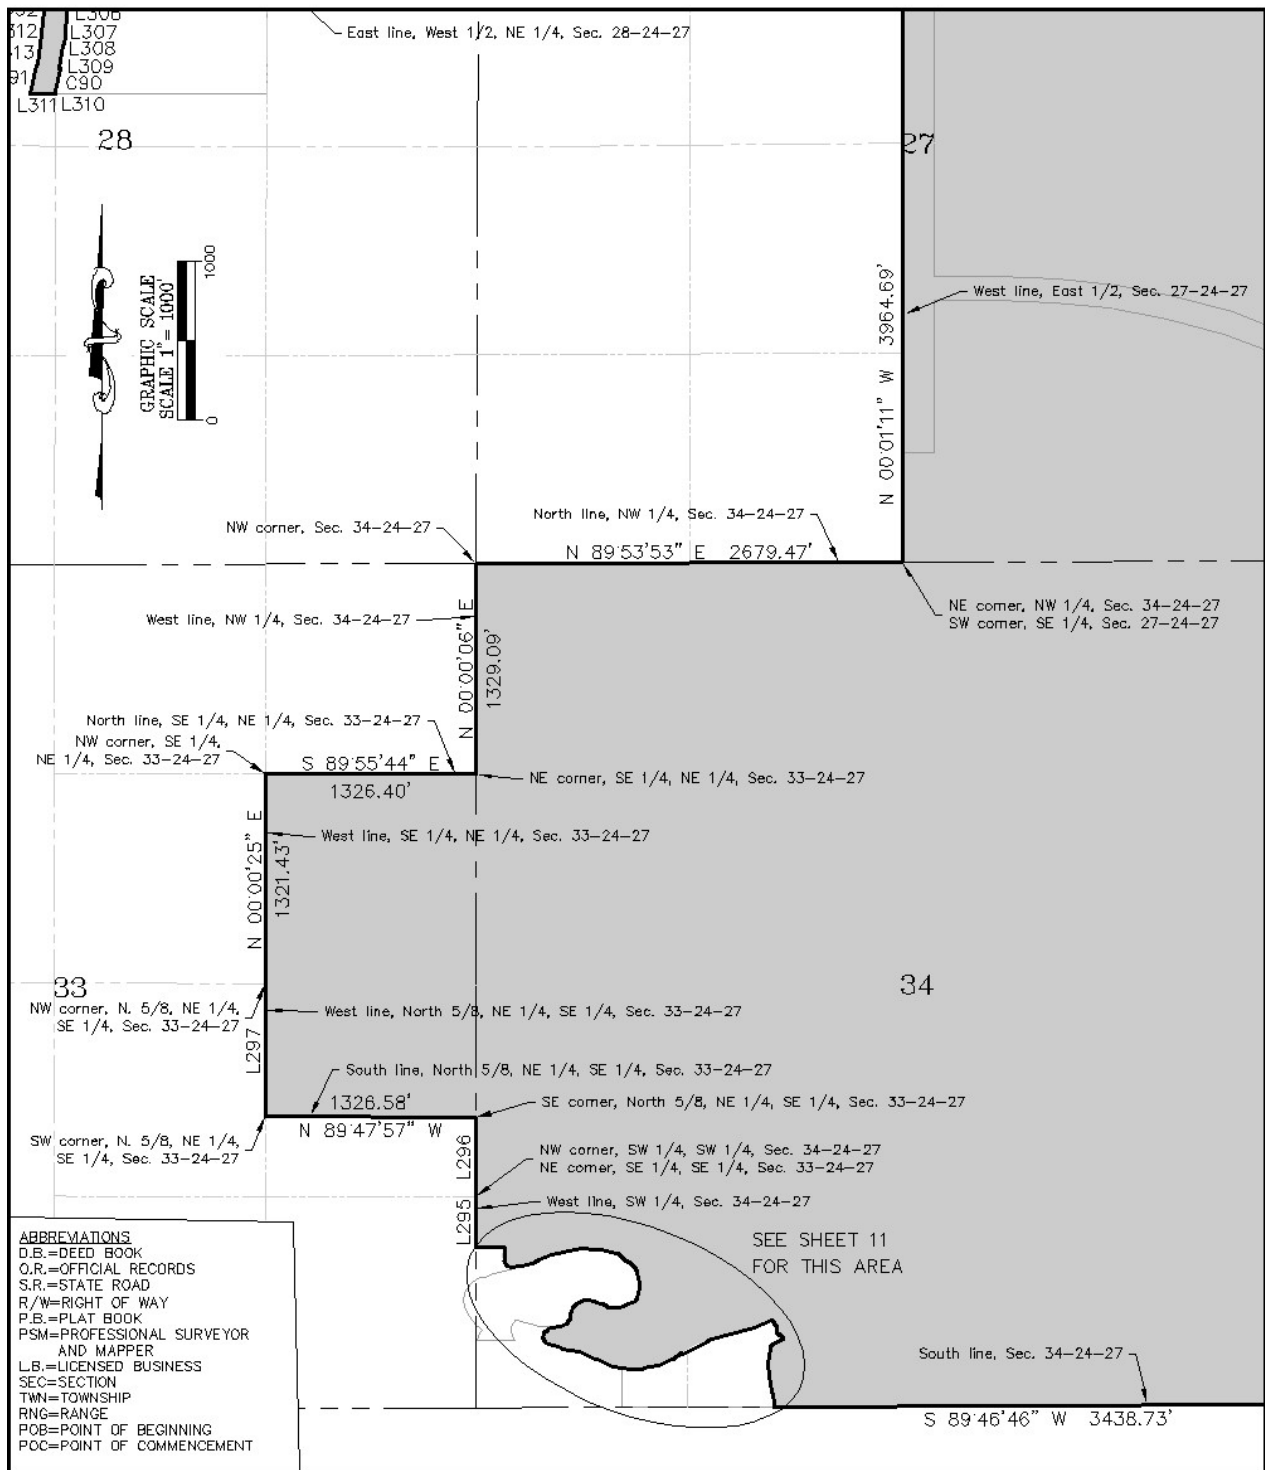 L306
312 L307
13 L308
91 L309
C90
L311 L310
East line, West 1/2, NE 1/4, Sec. 28-24-27
28
27
GRAPHIC SCALE
SCALE 1" = 1000'
0
1000
West line, East 1/2, Sec. 27-24-27
N 00°01'11" W 3964.69'
NW corner, Sec. 34-24-27
North line, NW 1/4, Sec. 34-24-27
N 89°53'53" E 2679.47'
NE corner, NW 1/4, Sec. 34-24-27
SW corner, SE 1/4, Sec. 27-24-27
West line, NW 1/4, Sec. 34-24-27
N 00°00'06" E
1329.09'
North line, SE 1/4, NE 1/4, Sec. 33-24-27
NW corner, SE 1/4,
NE 1/4, Sec. 33-24-27
S 89°55'44" E
1326.40'
NE corner, SE 1/4, NE 1/4, Sec. 33-24-27
West line, SE 1/4, NE 1/4, Sec. 33-24-27
N 00°00'25" E
1321.43'
33
34
NW corner, N. 5/8, NE 1/4,
SE 1/4, Sec. 33-24-27
West line, North 5/8, NE 1/4, SE 1/4, Sec. 33-24-27
L297
South line, North 5/8, NE 1/4, SE 1/4, Sec. 33-24-27
1326.58'
N 89°47'57" W
SE corner, North 5/8, NE 1/4, SE 1/4, Sec. 33-24-27
SW corner, N. 5/8, NE 1/4,
SE 1/4, Sec. 33-24-27
L296
NW corner, SW 1/4, SW 1/4, Sec. 34-24-27
NE corner, SE 1/4, SE 1/4, Sec. 33-24-27
West line, SW 1/4, Sec. 34-24-27
L295
SEE SHEET 11
FOR THIS AREA
ABBREVIATIONS
D.B.=DEED BOOK
O.R.=OFFICIAL RECORDS
S.R.=STATE ROAD
R/W=RIGHT OF WAY
P.B.=PLAT BOOK
PSM=PROFESSIONAL SURVEYOR
AND MAPPER
L.B.=LICENSED BUSINESS
SEC=SECTION
TWN=TOWNSHIP
RNG=RANGE
POB=POINT OF BEGINNING
POC=POINT OF COMMENCEMENT
South line, Sec. 34-24-27
S 89°46'46" W 3438.73'